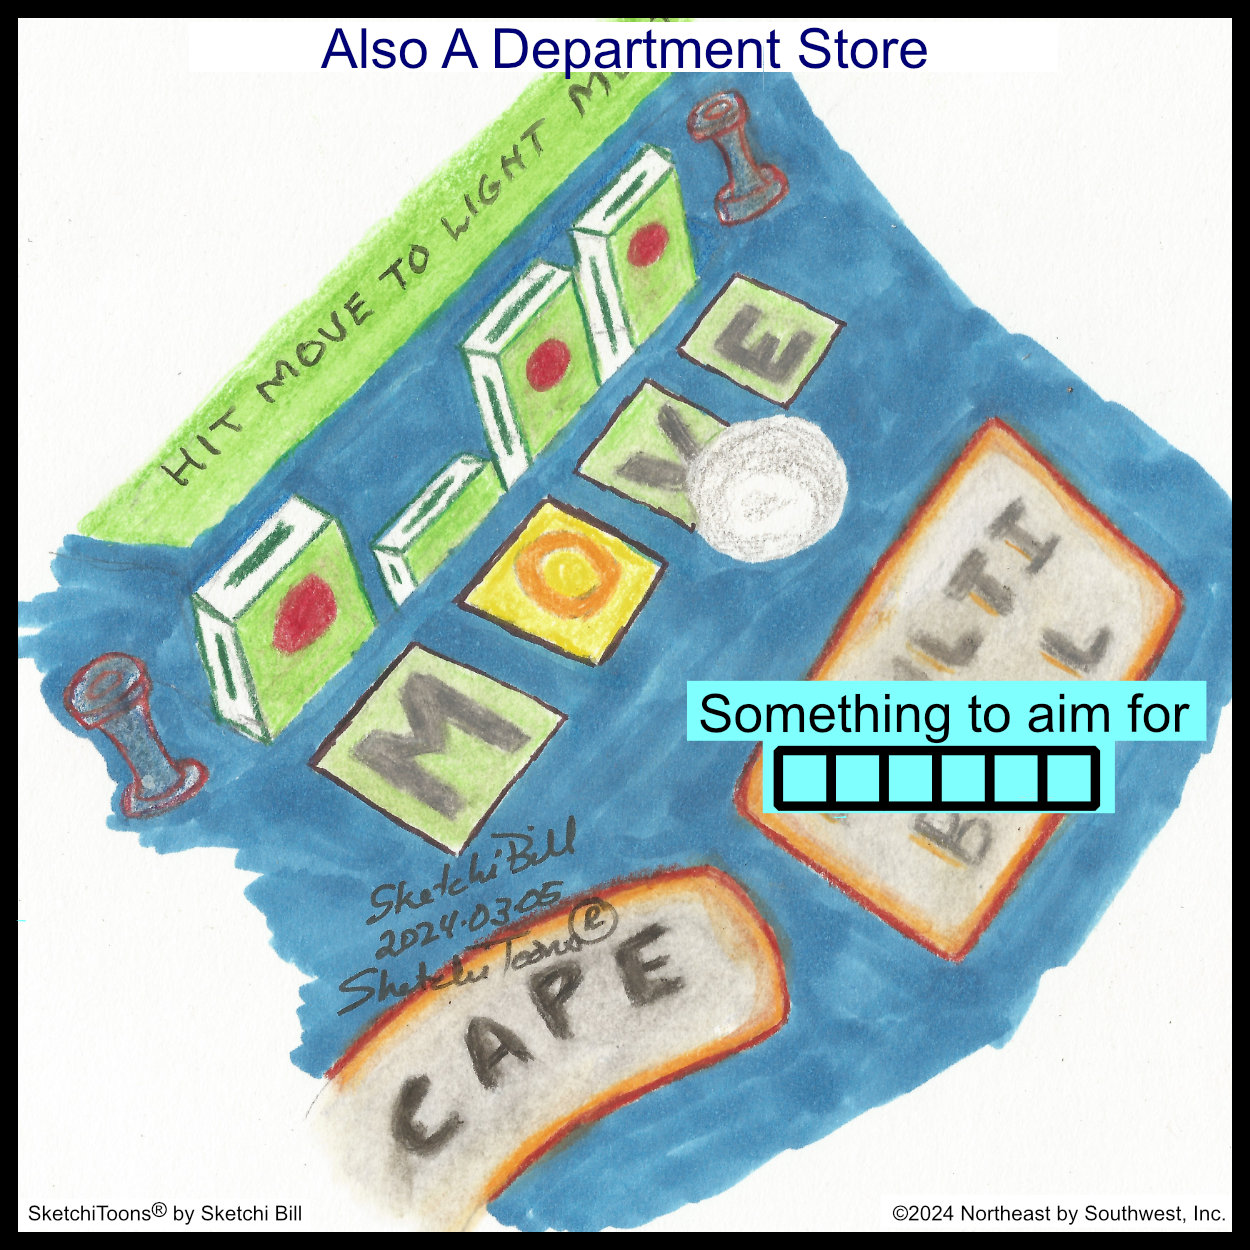 Also A Department Store
HIT MOVE TO LIGHT
E
V
O
M
LTI
L
Something to aim for
B
SketchiBill
2024.03.05
SketchiToons®
CAPE
SketchiToons® by Sketchi Bill
©2024 Northeast by Southwest, Inc.